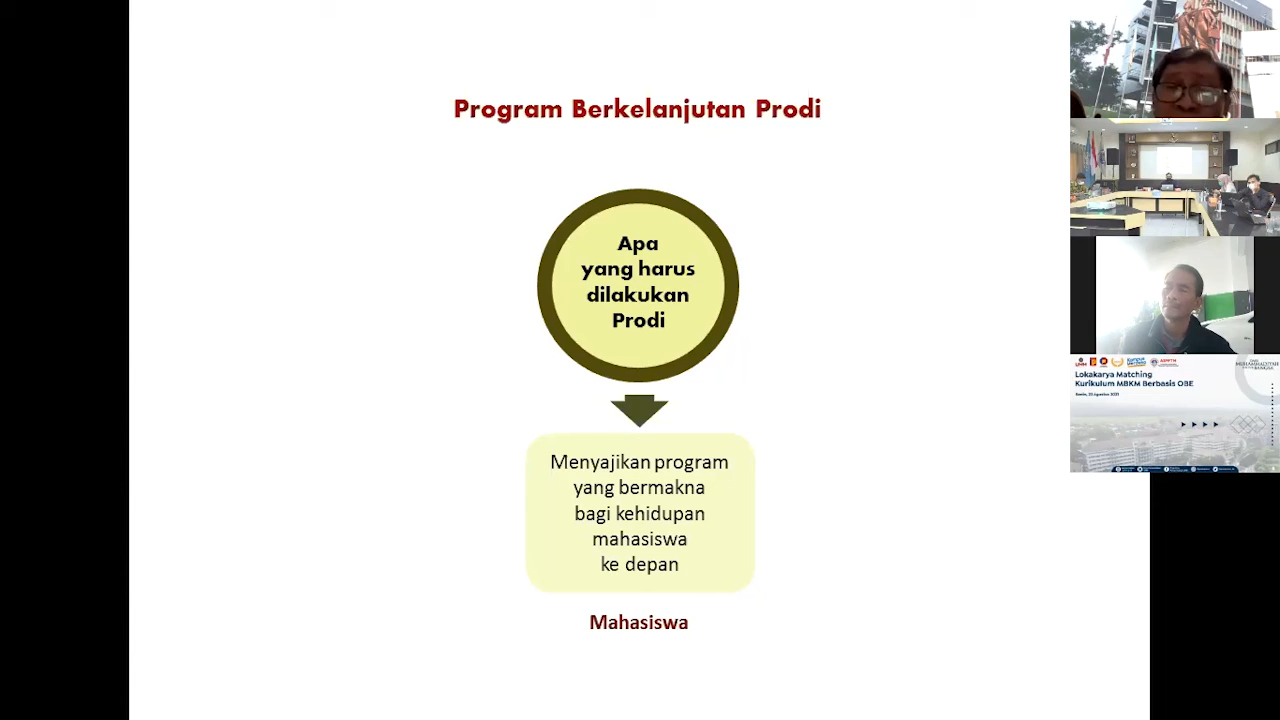 Program Berkelanjutan Prodi
Apa
yang harus
dilakukan
Prodi
Menyajikan program
yang bermakna
bagi kehidupan
mahasiswa
ke depan
Mahasiswa
Lokakarya Matching
Kurikulum MBKM Berbasis OBE